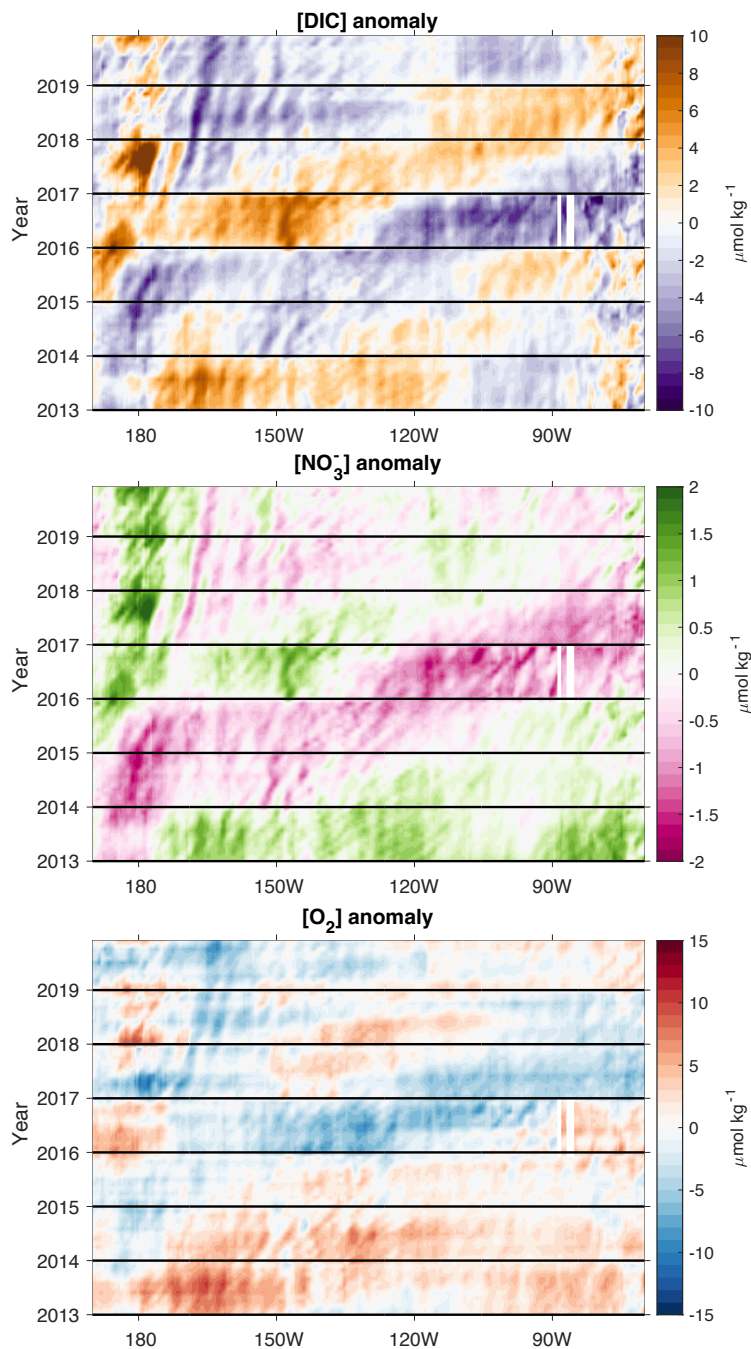 [DIC] anomaly
2019
2018
2017
2016
2015
2014
2013
Year
180
150W
120W
90W
10
8
6
4
2
0
-2
-4
-6
-8
-10
μmol kg⁻¹
[NO₃⁻] anomaly
2019
2018
2017
2016
2015
2014
2013
Year
180
150W
120W
90W
2
1.5
1
0.5
0
-0.5
-1
-1.5
-2
μmol kg⁻¹
[O₂] anomaly
2019
2018
2017
2016
2015
2014
2013
Year
180
150W
120W
90W
15
10
5
0
-5
-10
-15
μmol kg⁻¹